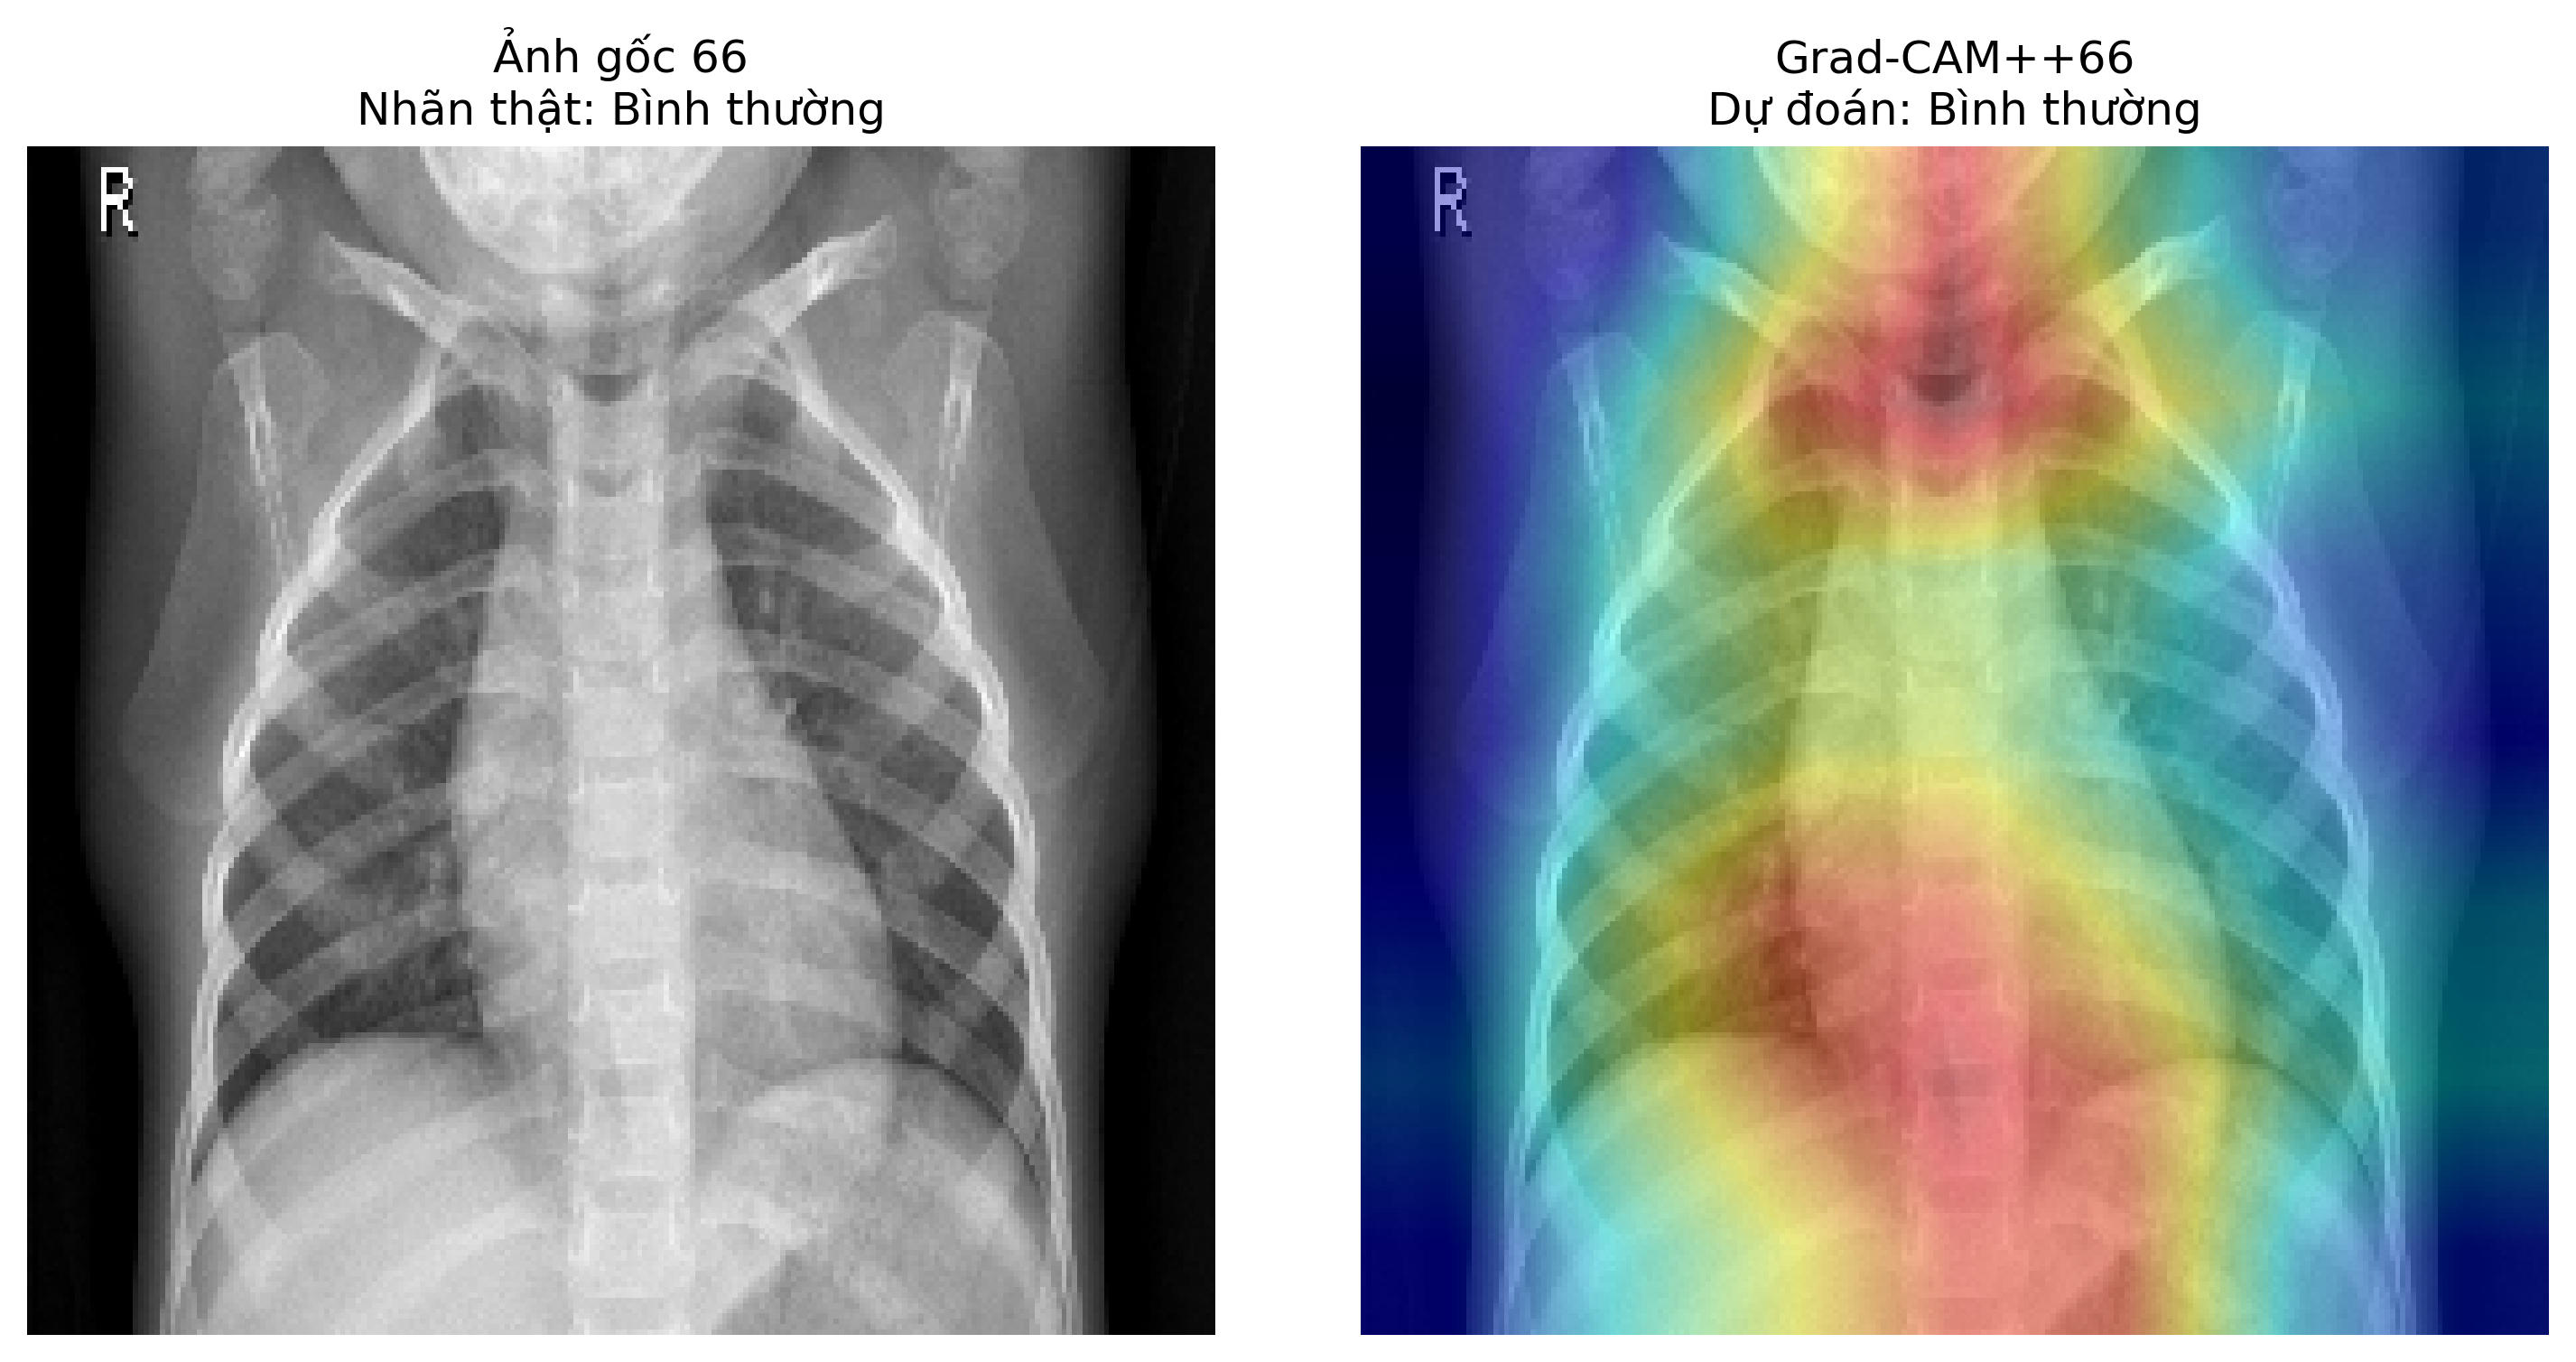 Ảnh gốc 66
Nhãn thật: Bình thường
R
Grad-CAM++66
Dự đoán: Bình thường
R